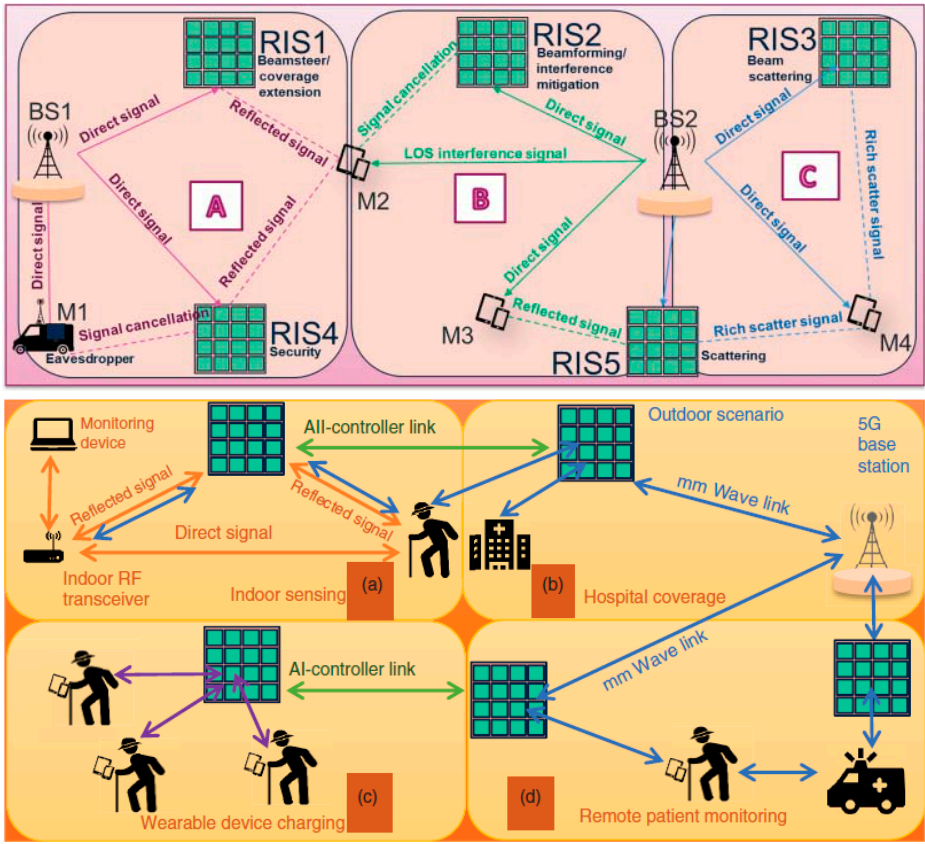 RIS1
Beamsteer/
coverage
extension
BS1
Direct signal
Reflected signal
Direct signal
A
Reflected signal
Direct signal
M1
Signal cancellation
Eavesdropper
RIS4
Security
RIS2
Beamforming/
interference
mitigation
Signal cancellation
Direct signal
BS2
LOS interference signal
M2
B
Direct signal
M3
Reflected signal
RIS5
Scattering
RIS3
Beam
scattering
Direct signal
Rich scatter signal
C
Direct signal
Rich scatter signal
M4
Monitoring
device
AII-controller link
Reflected signal
Reflected signal
Direct signal
Indoor RF
transceiver
Indoor sensing
(a)
Outdoor scenario
5G
base
station
mm Wave link
(b)
Hospital coverage
AI-controller link
(c)
Wearable device charging
mm Wave link
(d)
Remote patient monitoring